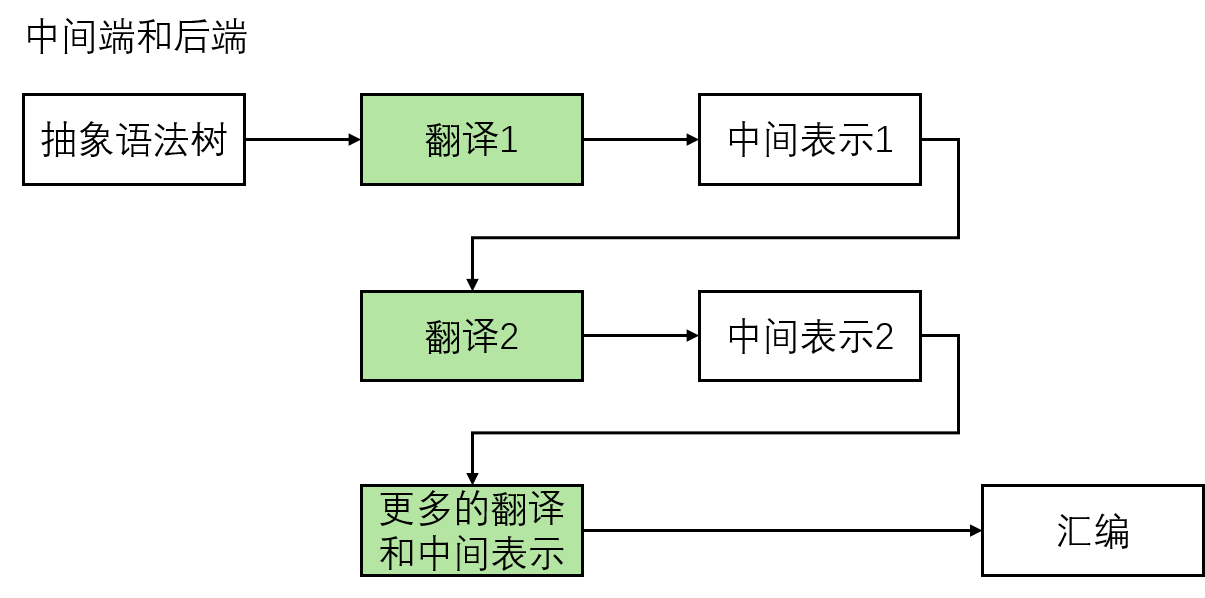 中间端和后端
抽象语法树
翻译1
中间表示1
翻译2
中间表示2
更多的翻译
和中间表示
汇编